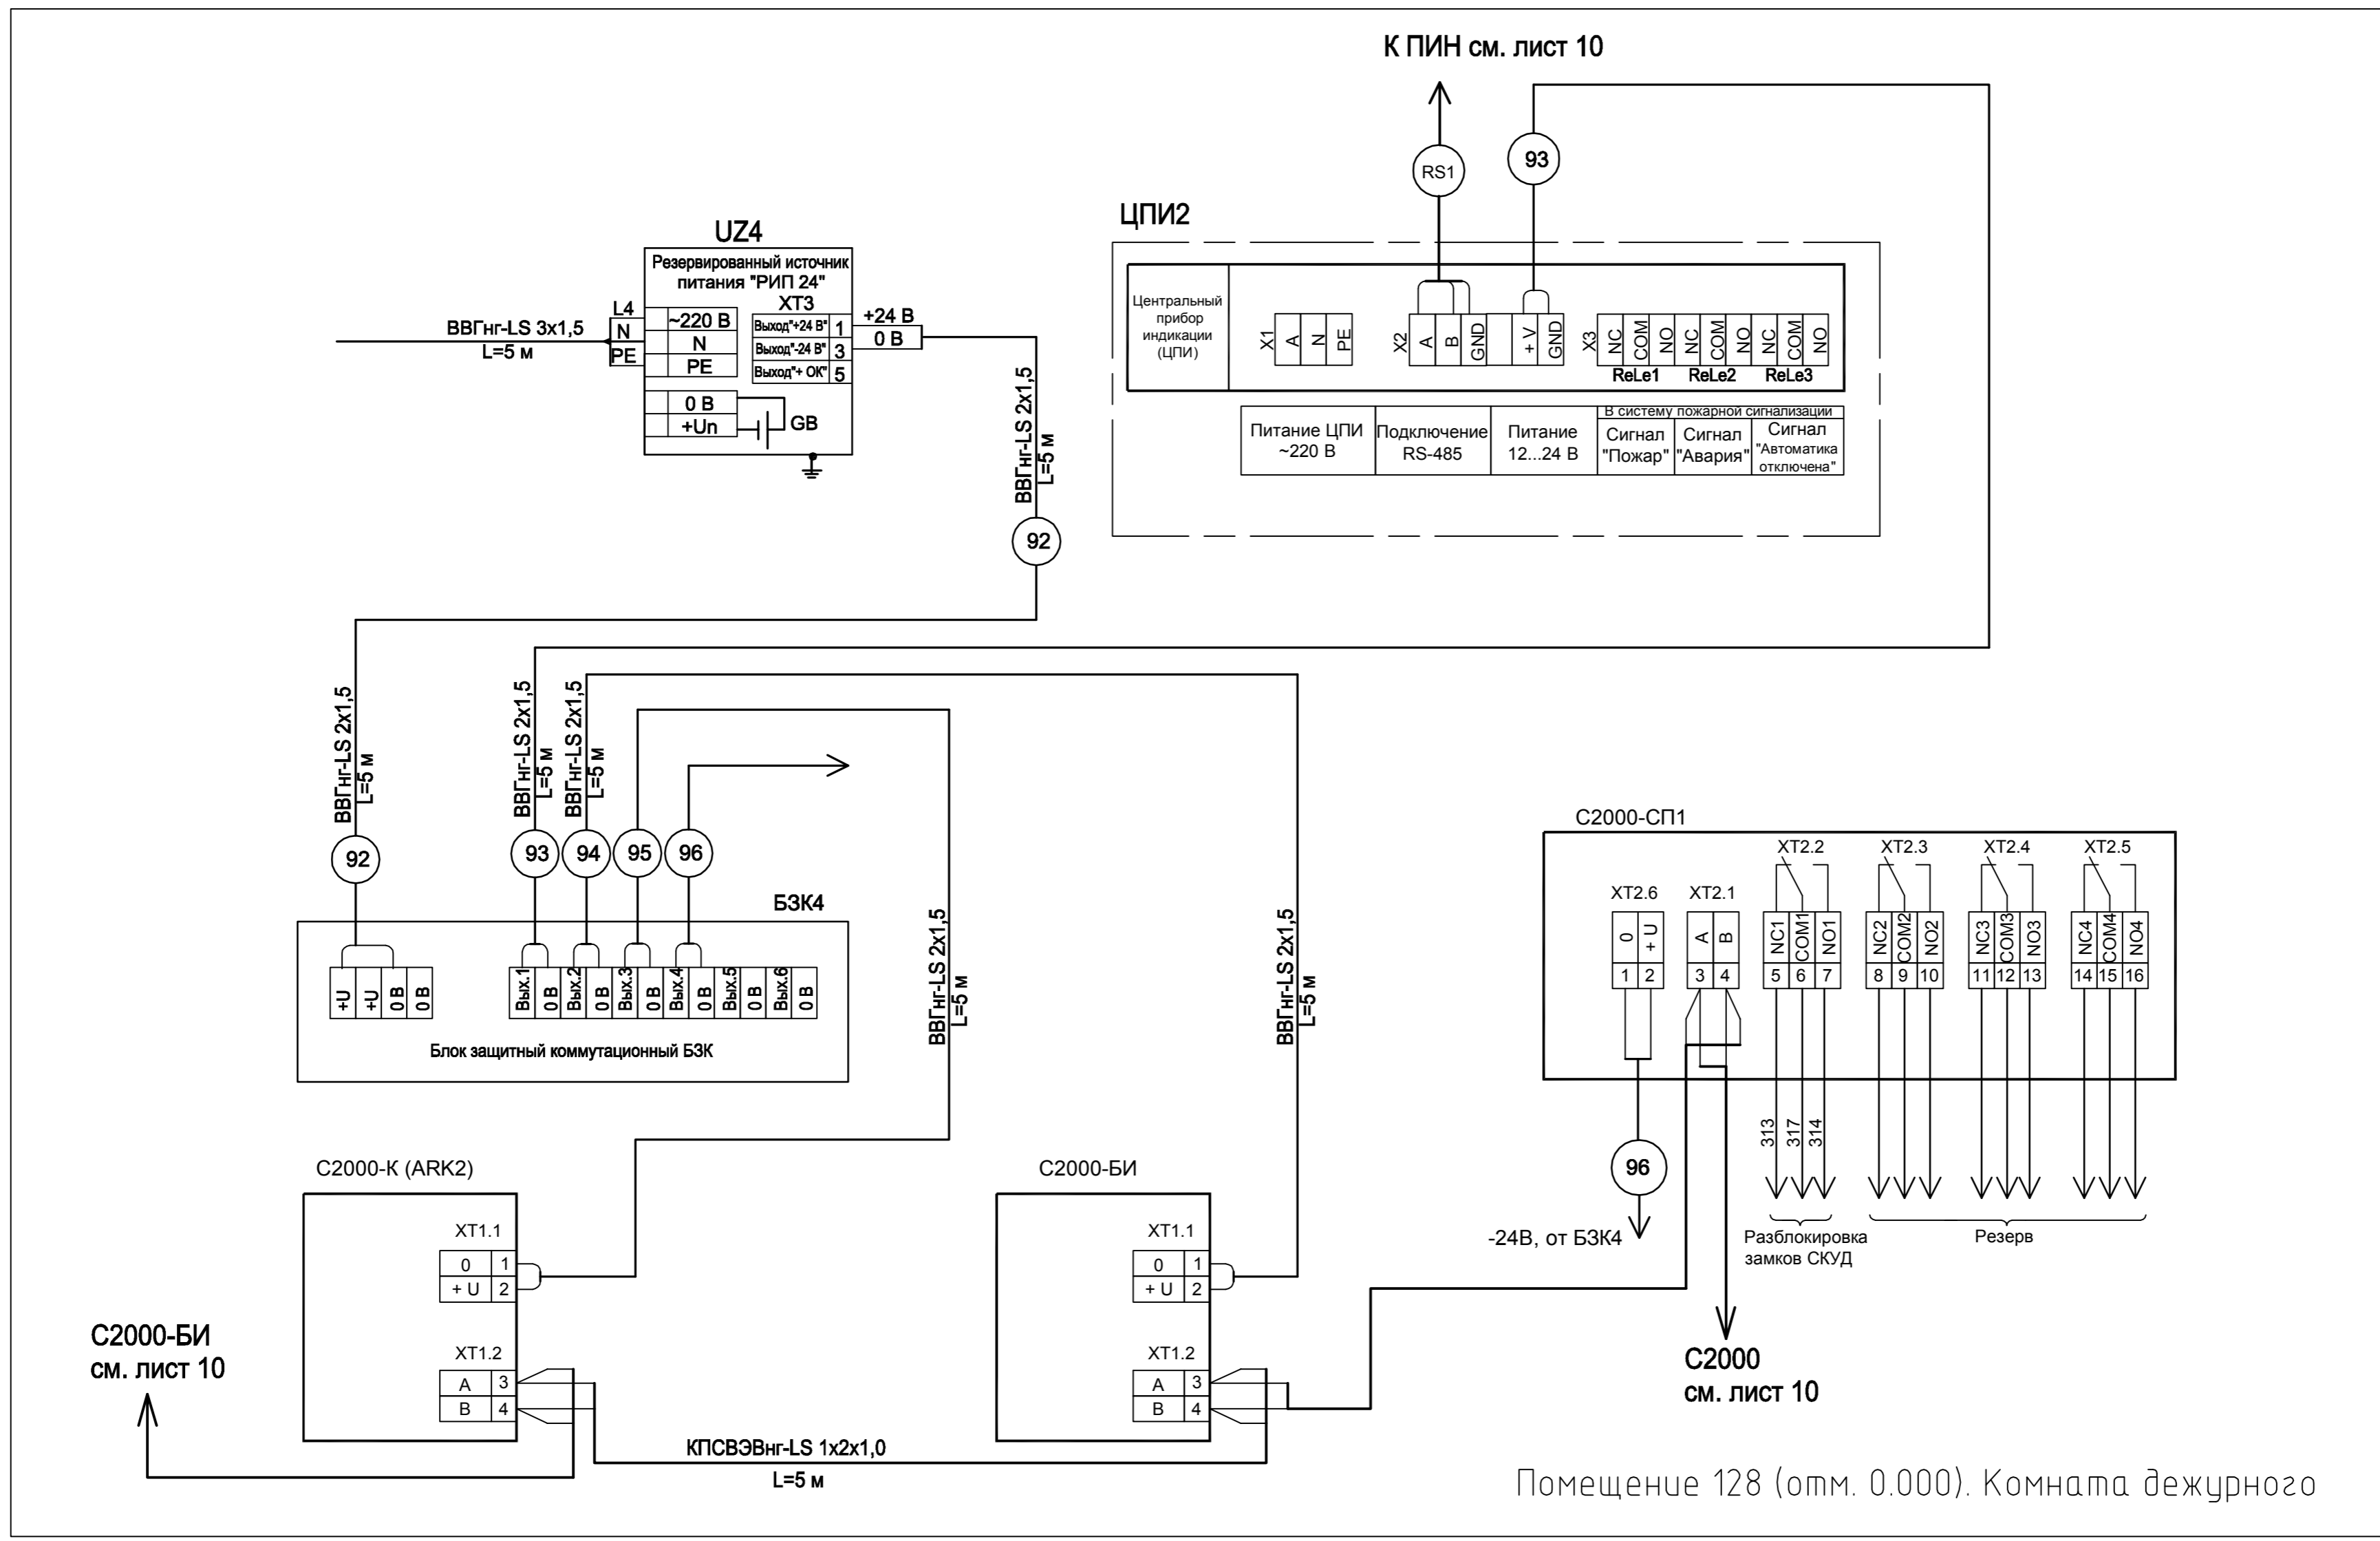 К ПИН см. лист 10
RS1
93
ЦПИ2
UZ4
Резервированный источник
питания "РИП 24"
XT3
L4
N
PE
~220 В
N
PE
Выход"+24 В" 1
Выход"-24 В" 3
Выход"+ ОК" 5
+24 В
0 В
ВВГнг-LS 3х1,5
L=5 м
0 В
+Un
GB
ВВГнг-LS 2х1,5
L=5 м
92
Центральный
прибор
индикации
(ЦПИ)
X1
A
N
PE
X2
A
B
GND
+ V
GND
X3
NC
COM
NO
NC
COM
NO
NC
COM
NO
ReLe1
ReLe2
ReLe3
Питание ЦПИ
~220 В
Подключение
RS-485
Питание
12...24 В
В систему пожарной сигнализации
Сигнал
"Пожар"
Сигнал
"Авария"
Сигнал
"Автоматика
отключена"
ВВГнг-LS 2х1,5
L=5 м
ВВГнг-LS 2х1,5
L=5 м
ВВГнг-LS 2х1,5
L=5 м
92
93
94
95
96
БЗК4
+U
+U
0 В
0 В
Вых.1
0 В
Вых.2
0 В
Вых.3
0 В
Вых.4
0 В
Вых.5
0 В
Вых.6
0 В
Блок защитный коммутационный БЗК
ВВГнг-LS 2х1,5
L=5 м
ВВГнг-LS 2х1,5
L=5 м
С2000-СП1
XT2.6
XT2.1
XT2.2
XT2.3
XT2.4
XT2.5
0
+ U
A
B
NC1
COM1
NO1
NC2
COM2
NO2
NC3
COM3
NO3
NC4
COM4
NO4
1 2
3 4
5 6 7
8 9 10
11 12 13
14 15 16
313
317
314
96
-24В, от БЗК4
Разблокировка
замков СКУД
Резерв
С2000
см. лист 10
С2000-К (ARK2)
XT1.1
0 1
+ U 2
XT1.2
A 3
B 4
С2000-БИ
см. лист 10
С2000-БИ
XT1.1
0 1
+ U 2
XT1.2
A 3
B 4
КПСВЭВнг-LS 1х2х1,0
L=5 м
Помещение 128 (отм. 0.000). Комната дежурного